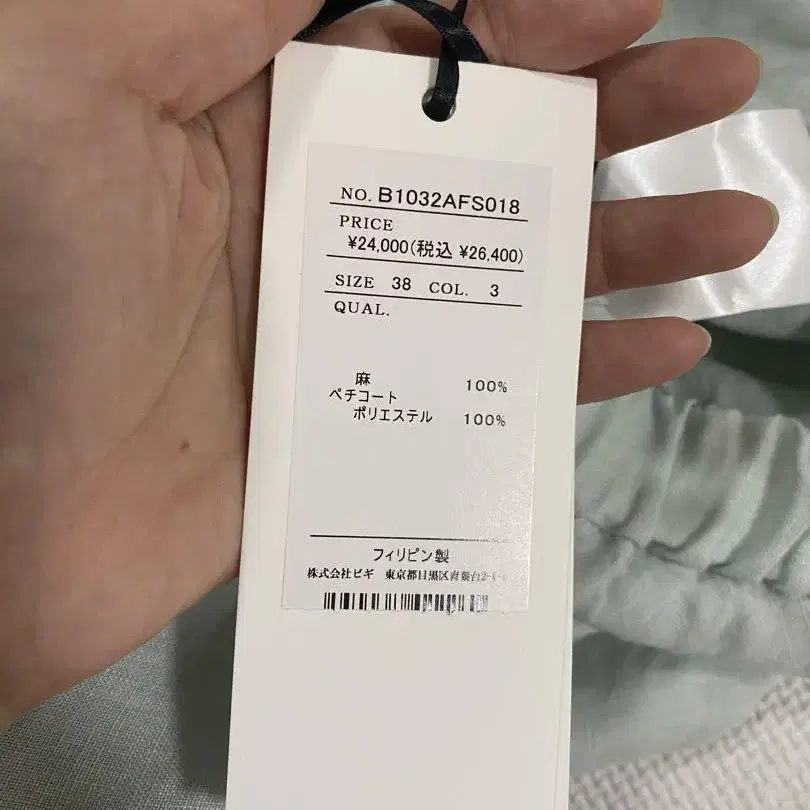 NO. B1032AFS018
PRICE
¥24,000(税込 ¥26,400)
SIZE 38 COL. 3
QUAL.
麻 100%
ペチコート
ポリエステル 100%
フィリピン製
株式会社ビギ 東京都目黒区青葉台